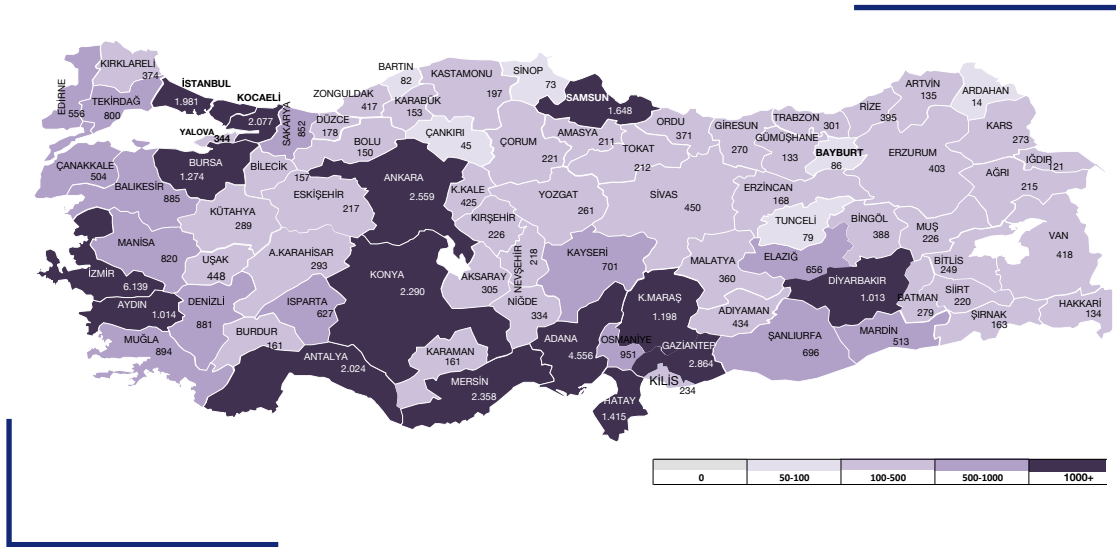 KIRKLARELİ
374
EDİRNE
556
TEKİRDAĞ
800
İSTANBUL
1.981
KOCAELİ
2.077
YALOVA
344
SAKARYA
852
DÜZCE
178
ZONGULDAK
417
BARTIN
82
KARABÜK
153
KASTAMONU
197
SİNOP
73
SAMSUN
1.648
ORDU
371
GİRESUN
270
TRABZON
301
GÜMÜŞHANE
133
RİZE
395
ARTVİN
135
ARDAHAN
14
KARS
273
IĞDIR
121
AĞRI
215
ERZURUM
403
BAYBURT
86
ERZİNCAN
168
TUNCELİ
79
BİNGÖL
388
MUŞ
226
VAN
418
BİTLİS
249
SİİRT
220
HAKKARİ
134
ŞIRNAK
163
BATMAN
279
MARDİN
513
DİYARBAKIR
1.013
ELAZIĞ
656
MALATYA
360
ADIYAMAN
434
ŞANLIURFA
696
GAZİANTEP
2.864
KİLİS
234
K.MARAŞ
1.198
OSMANİYE
951
HATAY
1.415
ADANA
4.556
MERSİN
2.358
KARAMAN
161
NİĞDE
334
NEVŞEHİR
218
AKSARAY
305
KAYSERİ
701
SİVAS
450
TOKAT
212
AMASYA
211
ÇORUM
221
YOZGAT
261
KIRŞEHİR
226
K.KALE
425
ÇANKIRI
45
ANKARA
2.559
BOLU
150
BİLECİK
157
ESKİŞEHİR
217
BURSA
1.274
ÇANAKKALE
504
BALIKESİR
885
KÜTAHYA
289
MANİSA
820
UŞAK
448
A.KARAHİSAR
293
İZMİR
6.139
AYDIN
1.014
DENİZLİ
881
MUĞLA
894
BURDUR
161
ISPARTA
627
ANTALYA
2.024
KONYA
2.290
0
50-100
100-500
500-1000
1000+